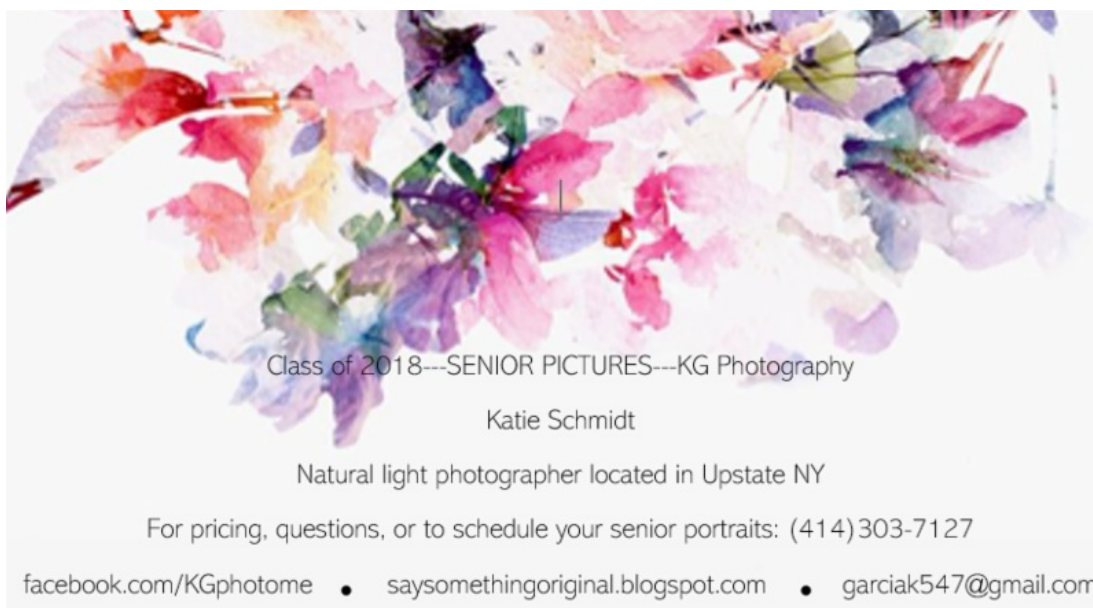 Class of 2018---SENIOR PICTURES---KG Photography
Katie Schmidt
Natural light photographer located in Upstate NY
For pricing, questions, or to schedule your senior portraits: (414)303-7127
facebook.com/KGphotome ● saysomethingoriginal.blogspot.com ● garciak547@gmail.com